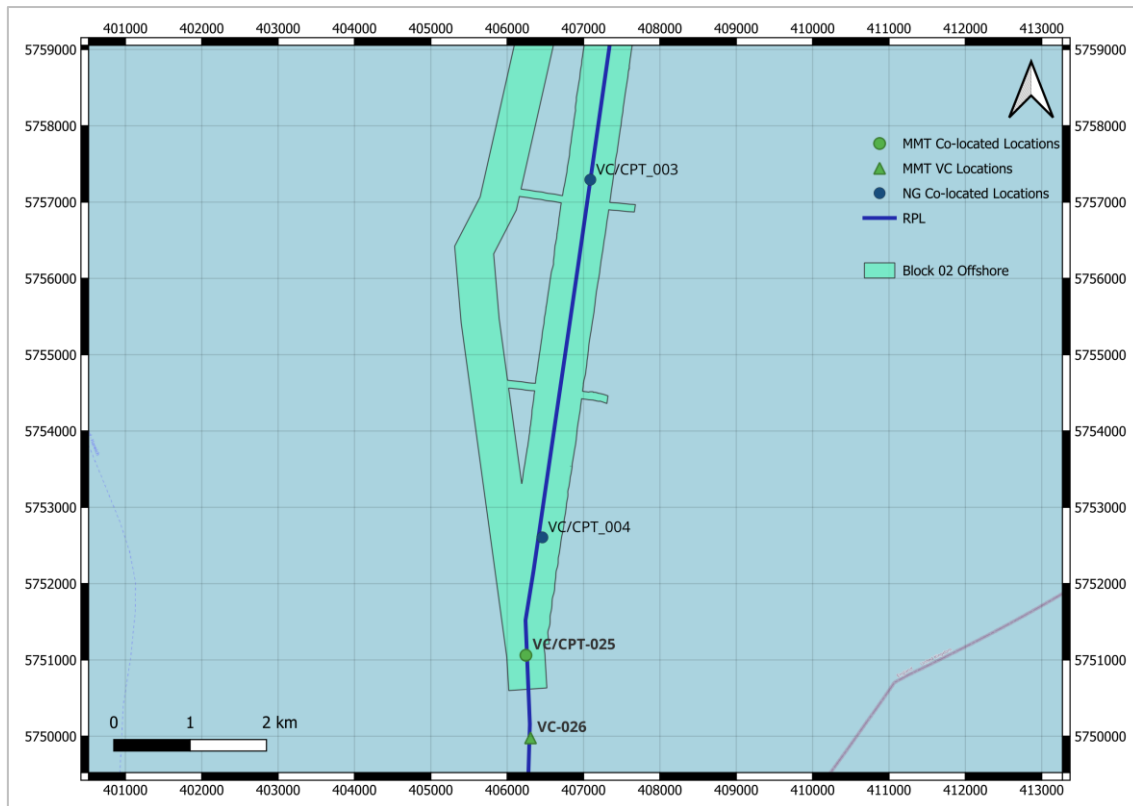 401000 402000 403000 404000 405000 406000 407000 408000 409000 410000 411000 412000 413000
5759000 5759000
5758000 5758000
MMT Co-located Locations
VC/CPT_003
MMT VC Locations
NG Co-located Locations
5757000 5757000
RPL
Block 02 Offshore
5756000 5756000
5755000 5755000
5754000 5754000
5753000 5753000
VC/CPT_004
5752000 5752000
VC/CPT-025
5751000 5751000
0 1 2 km
VC-026
5750000 5750000
401000 402000 403000 404000 405000 406000 407000 408000 409000 410000 411000 412000 413000